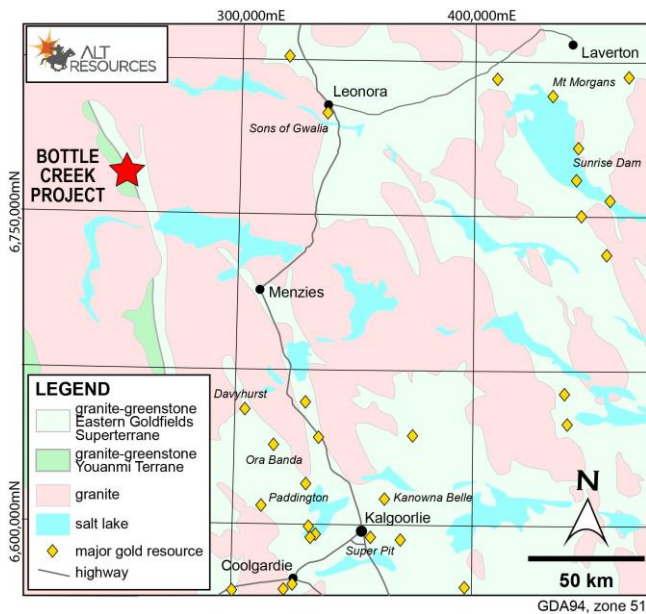 300,000mE
400,000mE
ALT
RESOURCES
Laverton
Mt Morgans
Leonora
Sons of Gwalia
BOTTLE
CREEK
PROJECT
Sunrise Dam
6,750,000mN
Menzies
LEGEND
granite-greenstone
Eastern Goldfields
Superterrane
granite-greenstone
Youanmi Terrane
granite
salt lake
major gold resource
highway
Davyhurst
Ora Banda
Paddington
Kanowna Belle
Kalgoorlie
Super Pit
Coolgardie
6,600,000mN
N
50 km
GDA94, zone 51